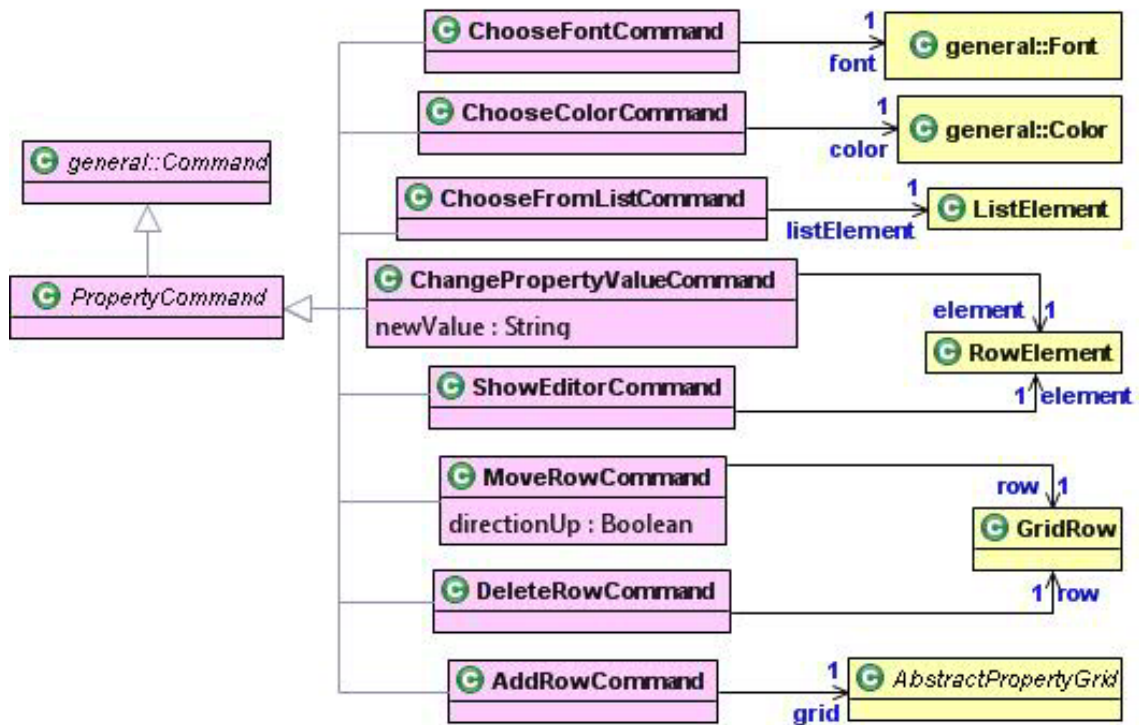 ChooseFontCommand
1
font
general::Font
ChooseColorCommand
1
color
general::Color
general::Command
ChooseFromListCommand
1
listElement
ListElement
PropertyCommand
ChangePropertyValueCommand
newValue : String
element 1
RowElement
ShowEditorCommand
1 element
MoveRowCommand
directionUp : Boolean
row 1
GridRow
DeleteRowCommand
1 row
AddRowCommand
1
grid
AbstractPropertyGrid